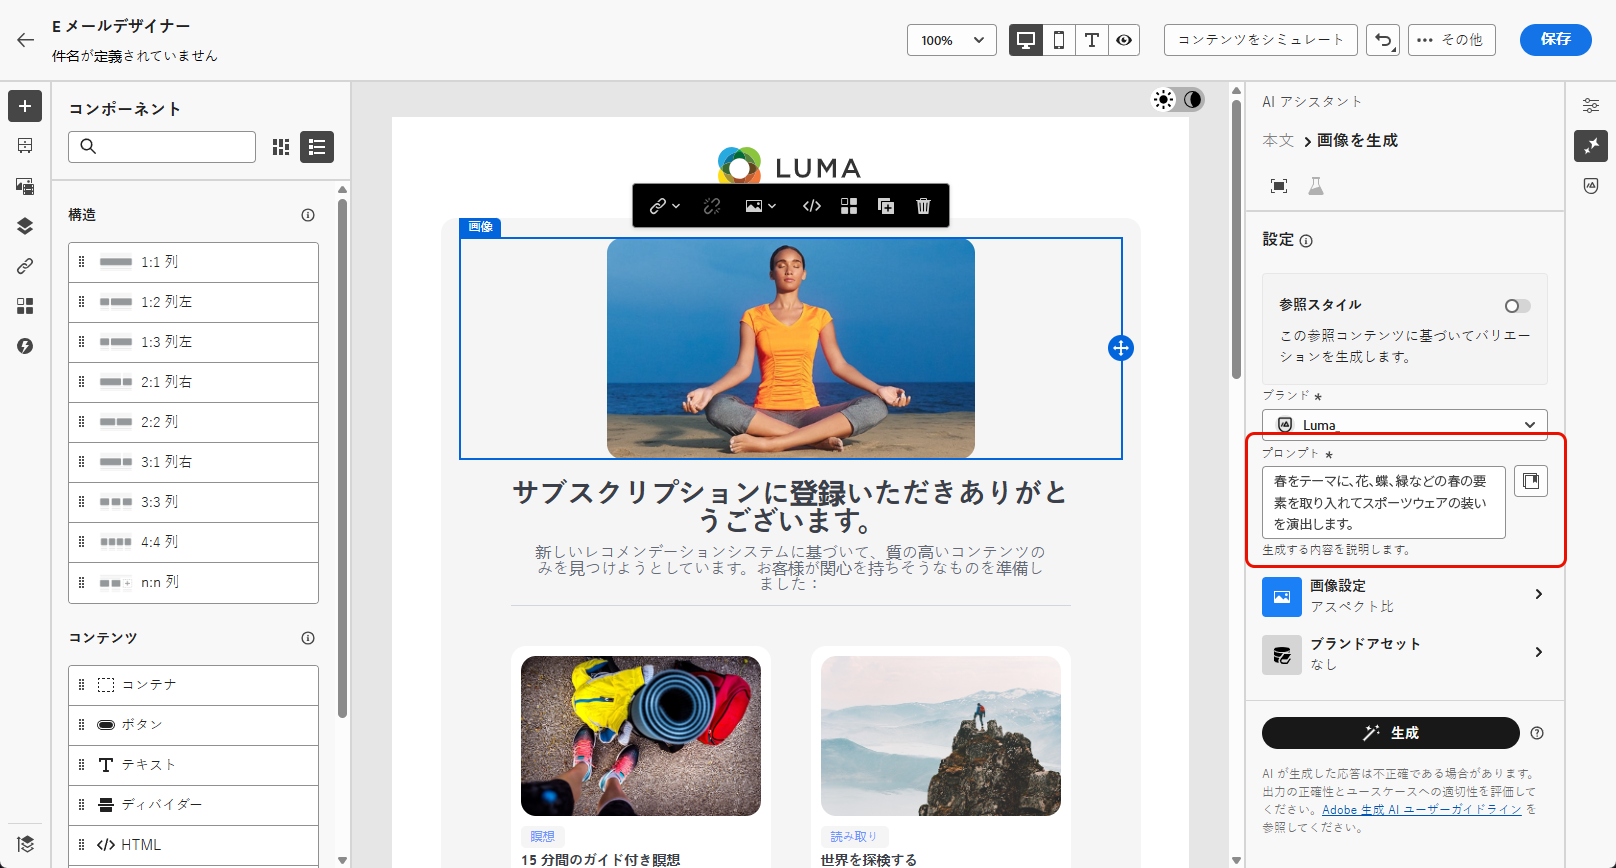 E メールデザイナー
件名が定義されていません
100%
コンテンツをシミュレート
その他
保存
コンポーネント
構造
1:1 列
1:2 列左
1:3 列左
2:1 列右
2:2 列
3:1 列右
3:3 列
4:4 列
n:n 列
コンテンツ
コンテナ
ボタン
テキスト
ディバイダー
HTML
LUMA
画像
サブスクリプションに登録いただきありがと
うございます。
新しいレコメンデーションシステムに基づいて、質の高いコンテンツの
みを見つけようとしています。お客様が関心を持ちそうなものを準備し
ました：
瞑想
15 分間のガイド付き瞑想
読み取り
世界を探検する
AI アシスタント
本文 > 画像を生成
設定
参照スタイル
この参照コンテンツに基づいてバリエー
ションを生成します。
ブランド *
Luma_
プロンプト *
春をテーマに、花、蝶、緑などの春の要
素を取り入れてスポーツウェアの装い
を演出します。
生成する内容を説明します。
画像設定
アスペクト比
ブランドアセット
なし
生成
AI が生成した応答は不正確である場合があります。
出力の正確性とユースケースへの適切性を評価して
ください。Adobe 生成 AI ユーザーガイドライン を
参照してください。